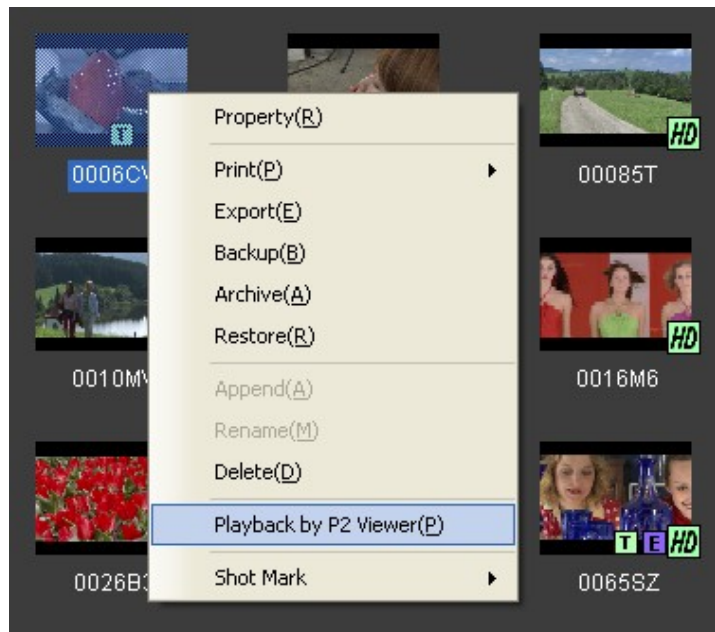 T
HD
0006CV
00085T
Property(R)
Print(P)
Export(E)
Backup(B)
Archive(A)
Restore(R)
HD
0010MV
0016M6
Append(A)
Rename(M)
Delete(D)
Playback by P2 Viewer(P)
T E HD
Shot Mark
0026B3
0065SZ